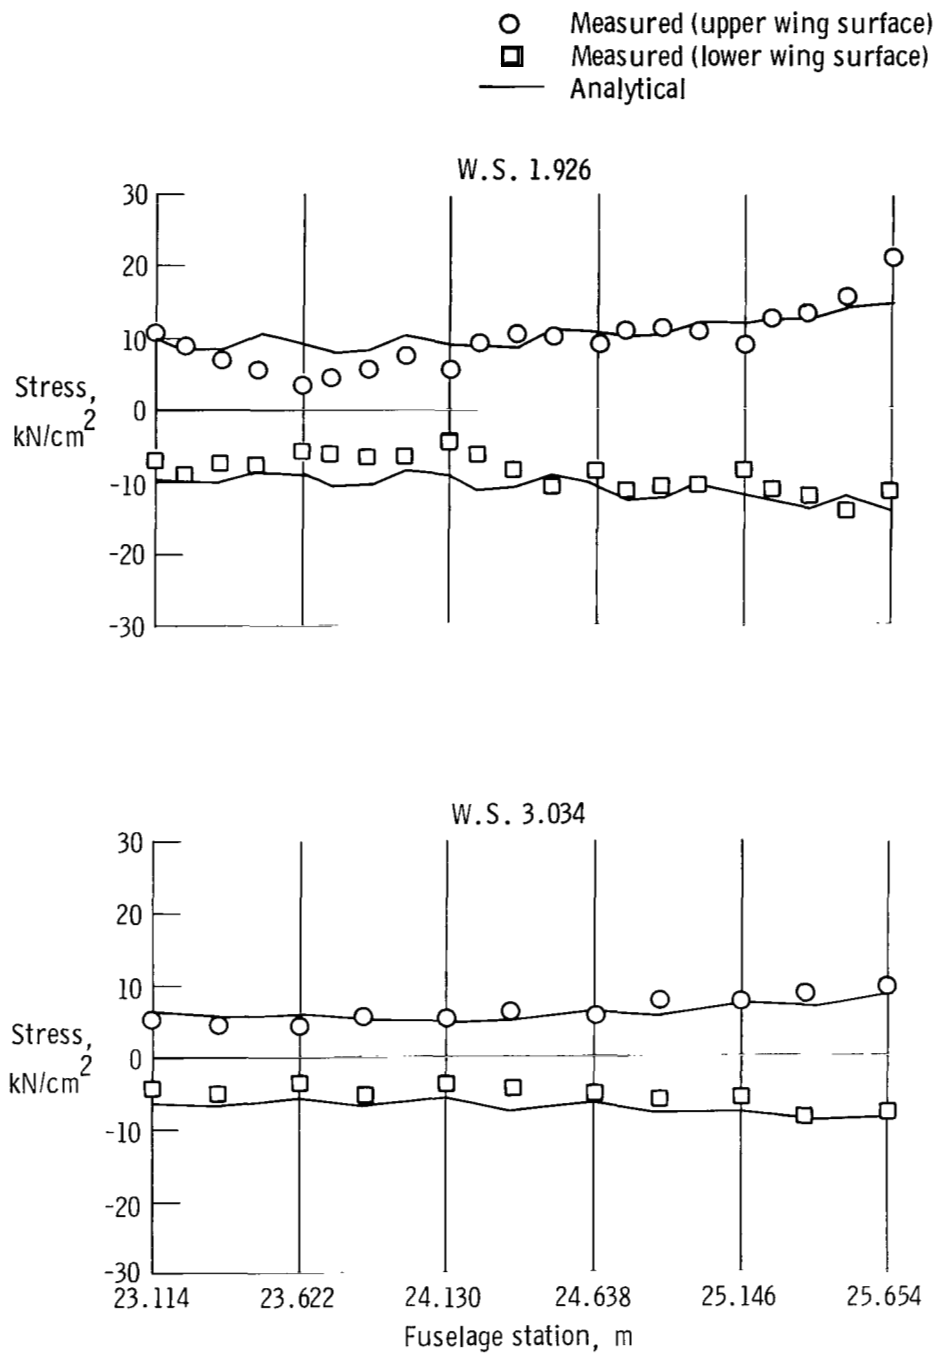 Measured (upper wing surface)
Measured (lower wing surface)
Analytical
W.S. 1.926
30
20
10
0
-10
-20
-30
Stress,
kN/cm2
W.S. 3.034
30
20
10
0
-10
-20
-30
Stress,
kN/cm2
23.114 23.622 24.130 24.638 25.146 25.654
Fuselage station, m